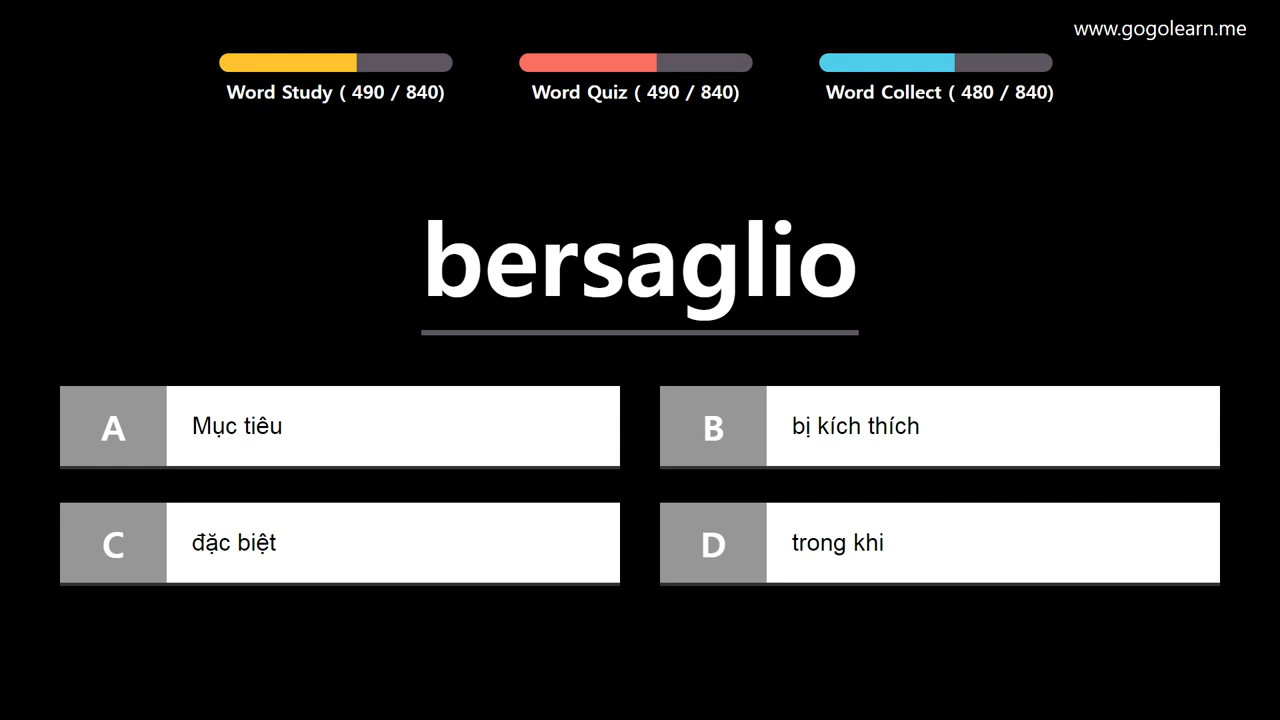 www.gogolearn.me
Word Study ( 490 / 840)
Word Quiz ( 490 / 840)
Word Collect ( 480 / 840)
bersaglio
A
Mục tiêu
B
bị kích thích
C
đặc biệt
D
trong khi